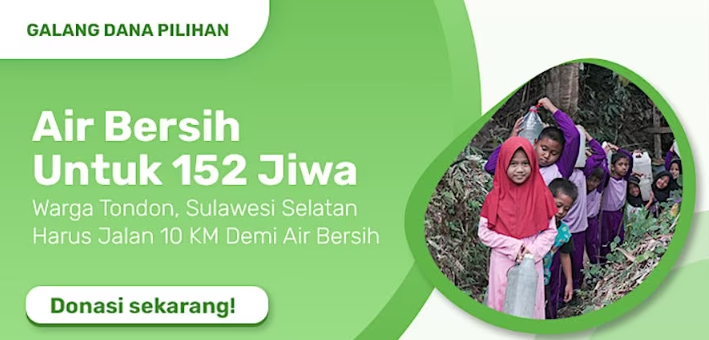 GALANG DANA PILIHAN
Air Bersih
Untuk 152 Jiwa
Warga Tondon, Sulawesi Selatan
Harus Jalan 10 KM Demi Air Bersih
Donasi sekarang!